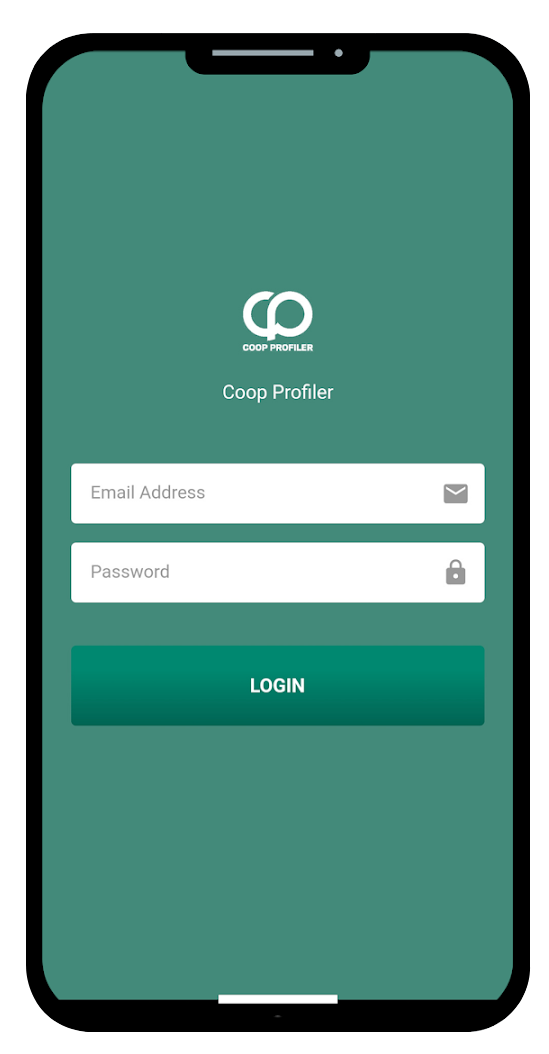 COOP PROFILER
Coop Profiler
Email Address
Password
LOGIN